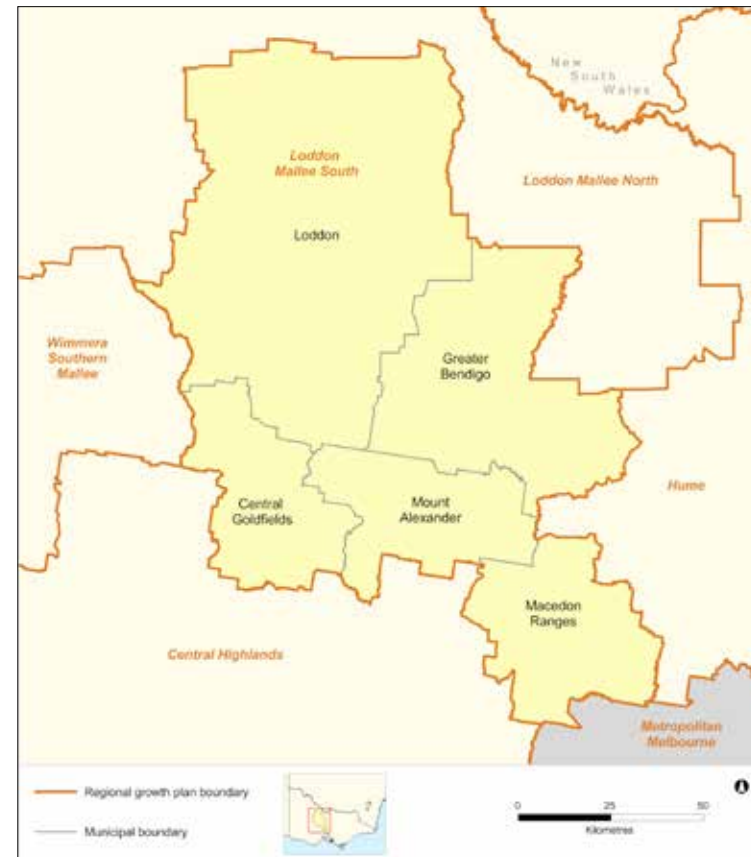 New
South
Wales
Loddon
Mallee South
Loddon Mallee North
Loddon
Wimmera
Southern
Mallee
Greater
Bendigo
Hume
Central
Goldfields
Mount
Alexander
Macedon
Ranges
Central Highlands
Metropolitan
Melbourne
Regional growth plan boundary
Municipal boundary
0 25 50
Kilometres